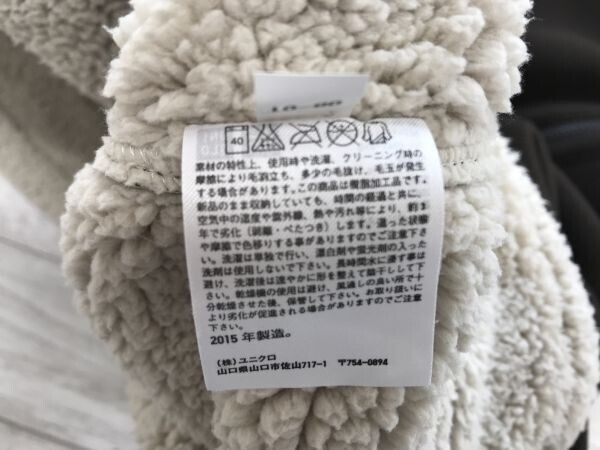 40
素材の特性上、使用時や洗濯、クリーニング時の
摩擦により毛羽立ち、多少の毛抜け、毛玉が発生
する場合があります。この商品は樹脂加工品です。
新品のまま収納していても、時間の経過と共に、
空気中の湿度や紫外線、熱や汚れ等により、約3
年で劣化(剥離・べたつき)します。湿った状態
や摩擦で色移りする事がありますのでご注意下さ
い。洗濯は単独で行い、漂白剤や蛍光剤の入った
洗剤は使用しないで下さい。長時間水に浸す事は
避け、洗濯後は速やかに形を整えて陰干しして下
さい。乾燥機の使用は避け、風通しの良い所で十
分乾燥させた後、保管して下さい。お取り扱いに
より劣化が促進される場合がありますのでご注意
下さい。
2015 年製造。
(株)ユニクロ
山口県山口市佐山717-1 〒754-0894